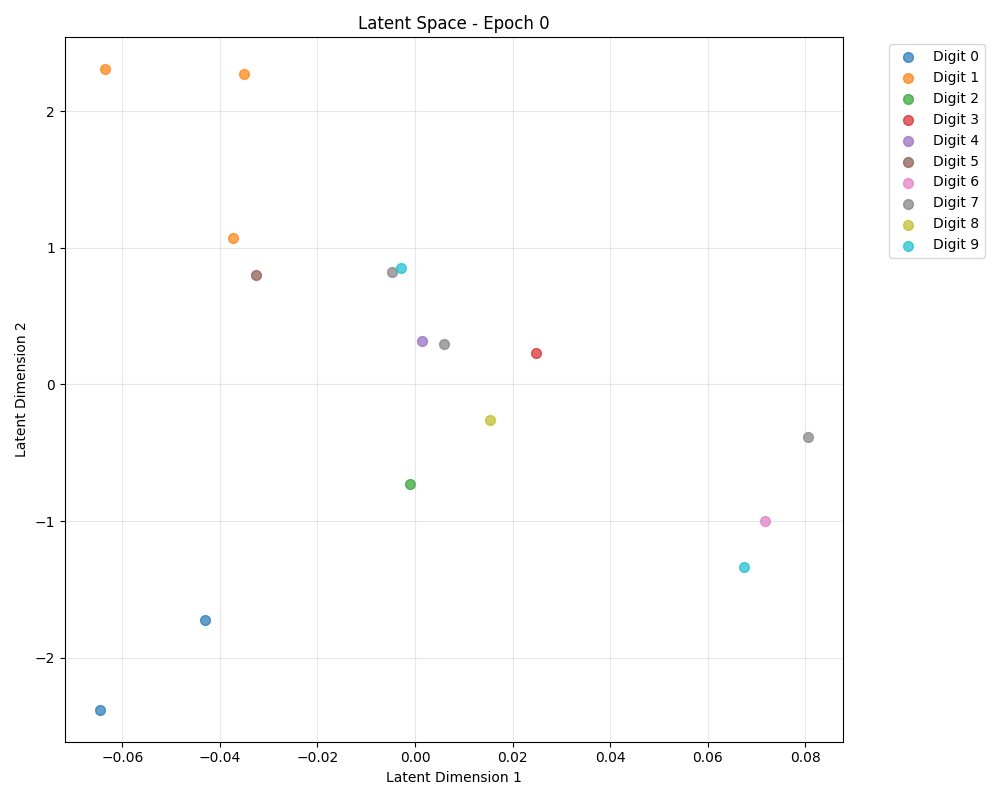 Latent Space - Epoch 0
Digit 0
Digit 1
Digit 2
Digit 3
Digit 4
Digit 5
Digit 6
Digit 7
Digit 8
Digit 9
Latent Dimension 2
2
1
0
−1
−2
−0.06 −0.04 −0.02 0.00 0.02 0.04 0.06 0.08
Latent Dimension 1